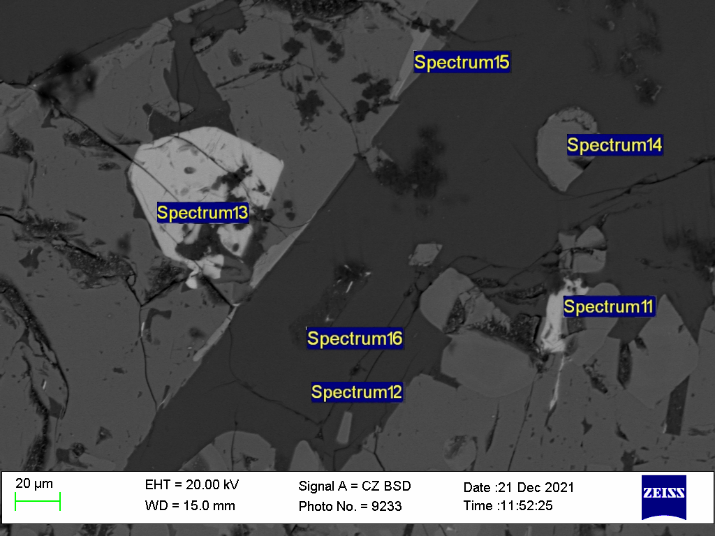 Spectrum15
Spectrum14
Spectrum13
Spectrum11
Spectrum16
Spectrum12
20 µm
EHT = 20.00 kV
WD = 15.0 mm
Signal A = CZ BSD
Photo No. = 9233
Date :21 Dec 2021
Time :11:52:25
ZEISS